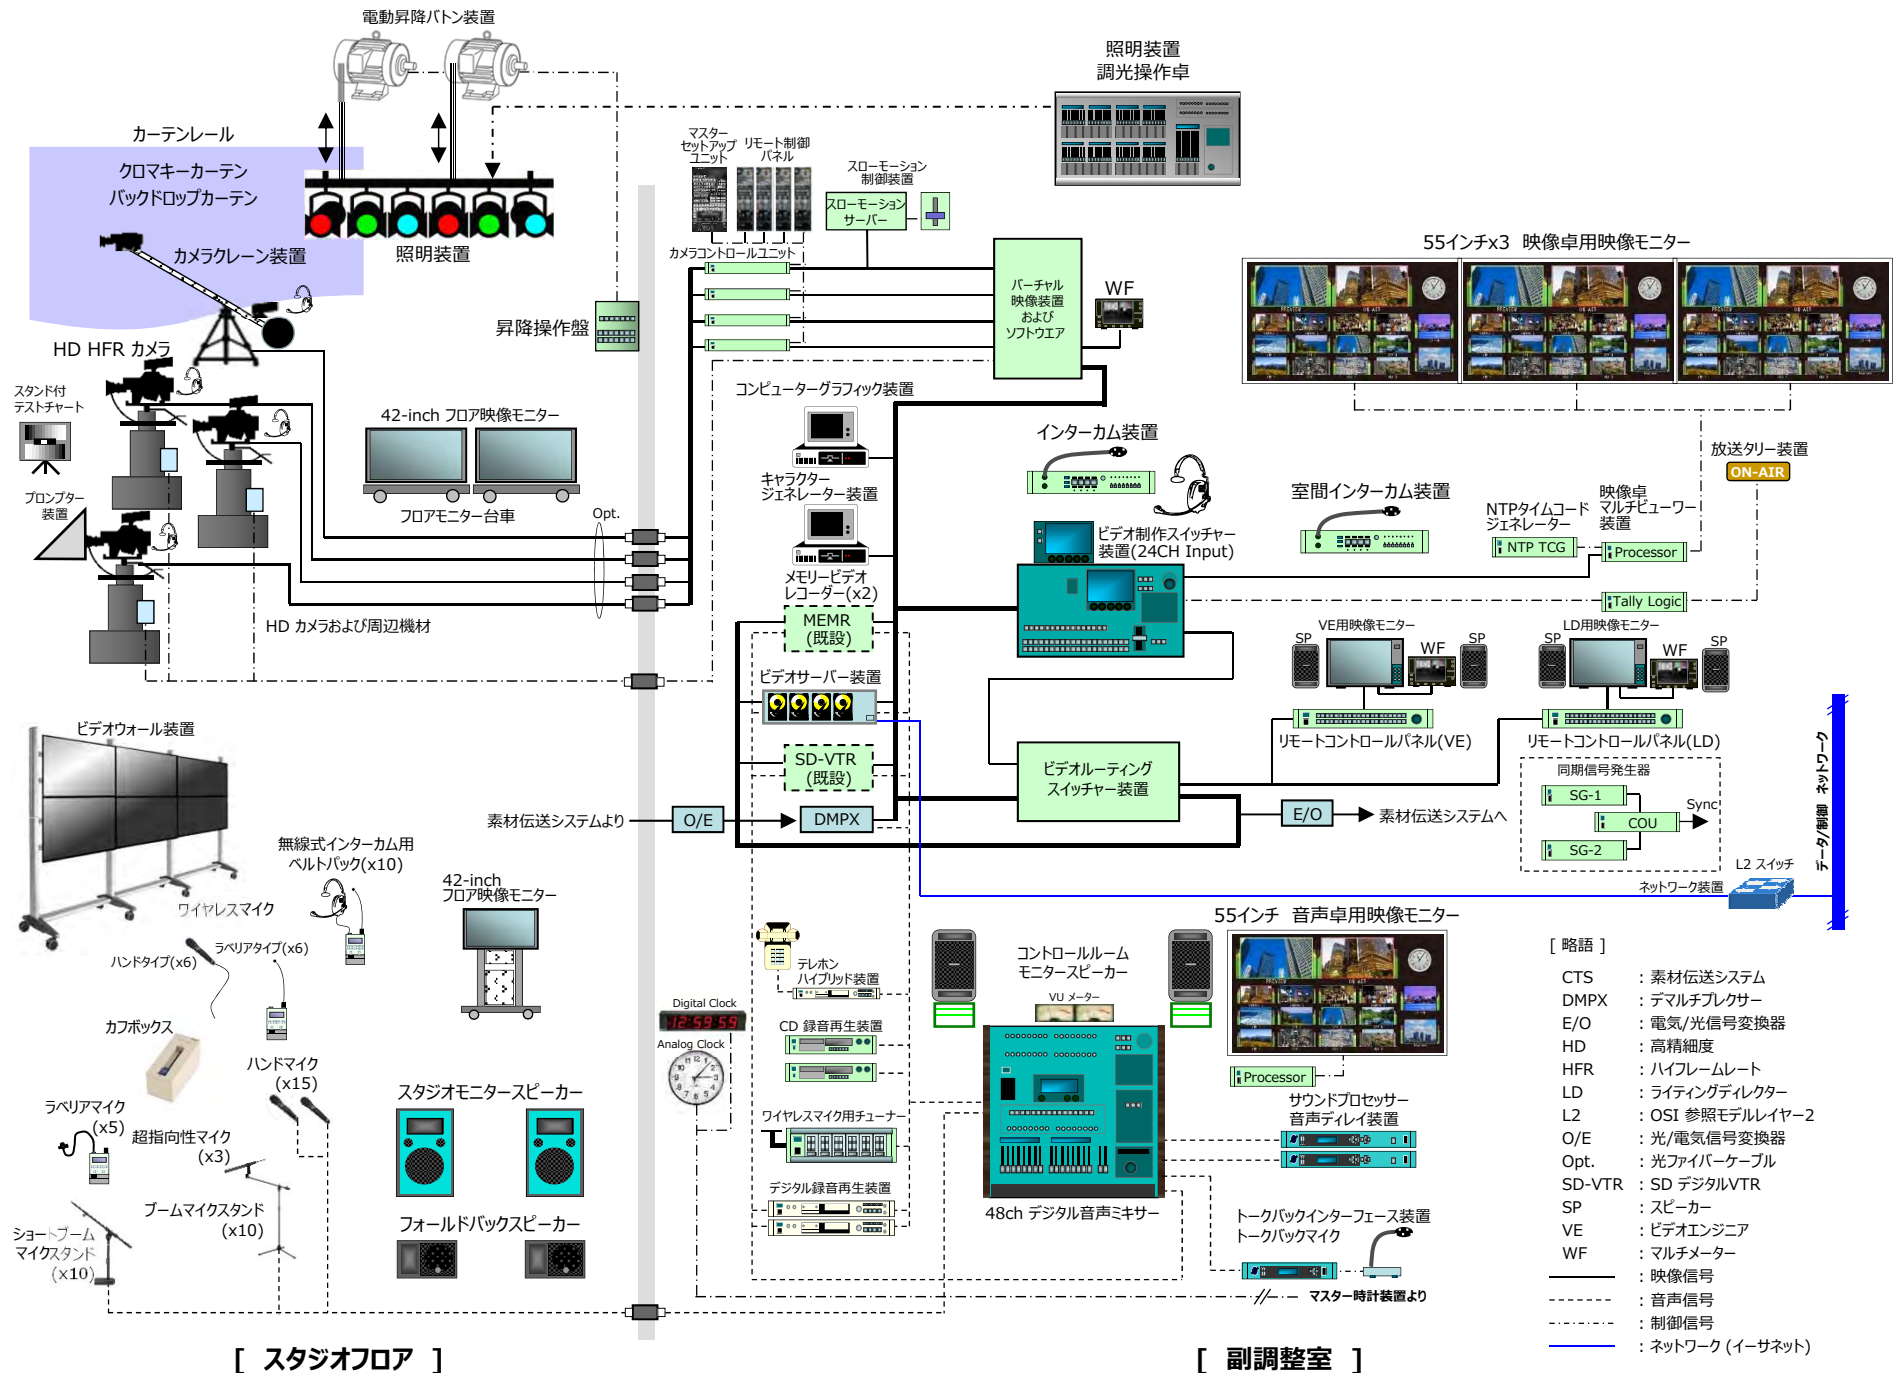 電動昇降バトン装置
照明装置
調光操作卓
カーテンレール
クロマキーカーテン
バックドロップカーテン
カメラクレーン装置
照明装置
マスター
セットアップ
ユニット
リモート制御
パネル
スローモーション
制御装置
スローモーション
サーバー
カメラコントロールユニット
昇降操作盤
バーチャル
映像装置
および
ソフトウエア
WF
55インチx3 映像卓用映像モニター
HD HFR カメラ
スタンド付
テストチャート
プロンプター
装置
42-inch フロア映像モニター
フロアモニター台車
Opt.
HD カメラおよび周辺機材
コンピューターグラフィック装置
キャラクター
ジェネレーター装置
メモリービデオ
レコーダー(x2)
MEMR
(既設)
ビデオサーバー装置
SD-VTR
(既設)
インターカム装置
ビデオ制作スイッチャー
装置(24CH Input)
室間インターカム装置
放送タリー装置
ON-AIR
NTPタイムコード
ジェネレーター
NTP TCG
映像卓
マルチビューワー
装置
Processor
Tally Logic
VE用映像モニター
SP
WF
SP
LD用映像モニター
SP
WF
SP
リモートコントロールパネル(VE)
リモートコントロールパネル(LD)
ビデオルーティング
スイッチャー装置
同期信号発生器
SG-1
COU
SG-2
Sync
データ/制御 ネットワーク
L2 スイッチ
ネットワーク装置
素材伝送システムより
O/E
DMPX
E/O
素材伝送システムへ
ビデオウォール装置
無線式インターカム用
ベルトパック(x10)
ワイヤレスマイク
ハンドタイプ(x6)
ラベリアタイプ(x6)
42-inch
フロア映像モニター
カフボックス
ハンドマイク
(x15)
ラベリアマイク
(x5)
超指向性マイク
(x3)
ブームマイクスタンド
(x10)
ショートブーム
マイクスタンド
(x10)
スタジオモニタースピーカー
フォールドバックスピーカー
Digital Clock
12:59 59
Analog Clock
テレホン
ハイブリッド装置
CD 録音再生装置
ワイヤレスマイク用チューナー
デジタル録音再生装置
コントロールルーム
モニタースピーカー
VU メーター
48ch デジタル音声ミキサー
55インチ 音声卓用映像モニター
Processor
サウンドプロセッサー
音声ディレイ装置
トークバックインターフェース装置
トークバックマイク
マスター時計装置より
[ 略語 ]
CTS : 素材伝送システム
DMPX : デマルチプレクサー
E/O : 電気/光信号変換器
HD : 高精細度
HFR : ハイフレームレート
LD : ライティングディレクター
L2 : OSI 参照モデルレイヤー2
O/E : 光/電気信号変換器
Opt. : 光ファイバーケーブル
SD-VTR : SD デジタルVTR
SP : スピーカー
VE : ビデオエンジニア
WF : マルチメーター
: 映像信号
: 音声信号
: 制御信号
: ネットワーク (イーサネット)
[ スタジオフロア ]
[ 副調整室 ]